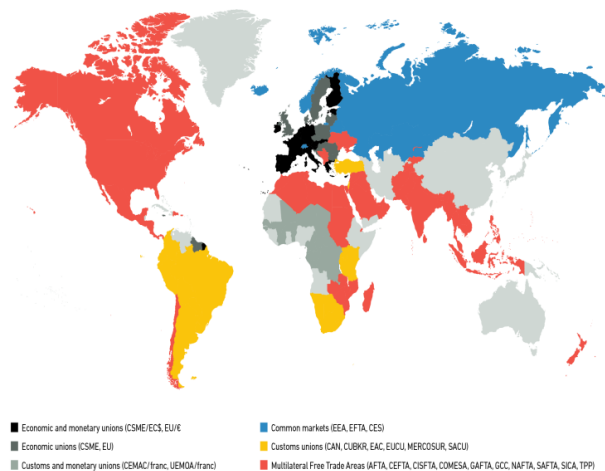 Economic and monetary unions (CSME/EC$, EU/€)
Economic unions (CSME, EU)
Customs and monetary unions (CEMAC/franc, UEMOA/franc)
Common markets (EEA, EFTA, CES)
Customs unions (CAN, CUBKR, EAC, EUCU, MERCOSUR, SACU)
Multilateral Free Trade Areas (AFTA, CEFTA, CISFTA, COMESA, GAFTA, GCC, NAFTA, SAFTA, SICA, TPP)